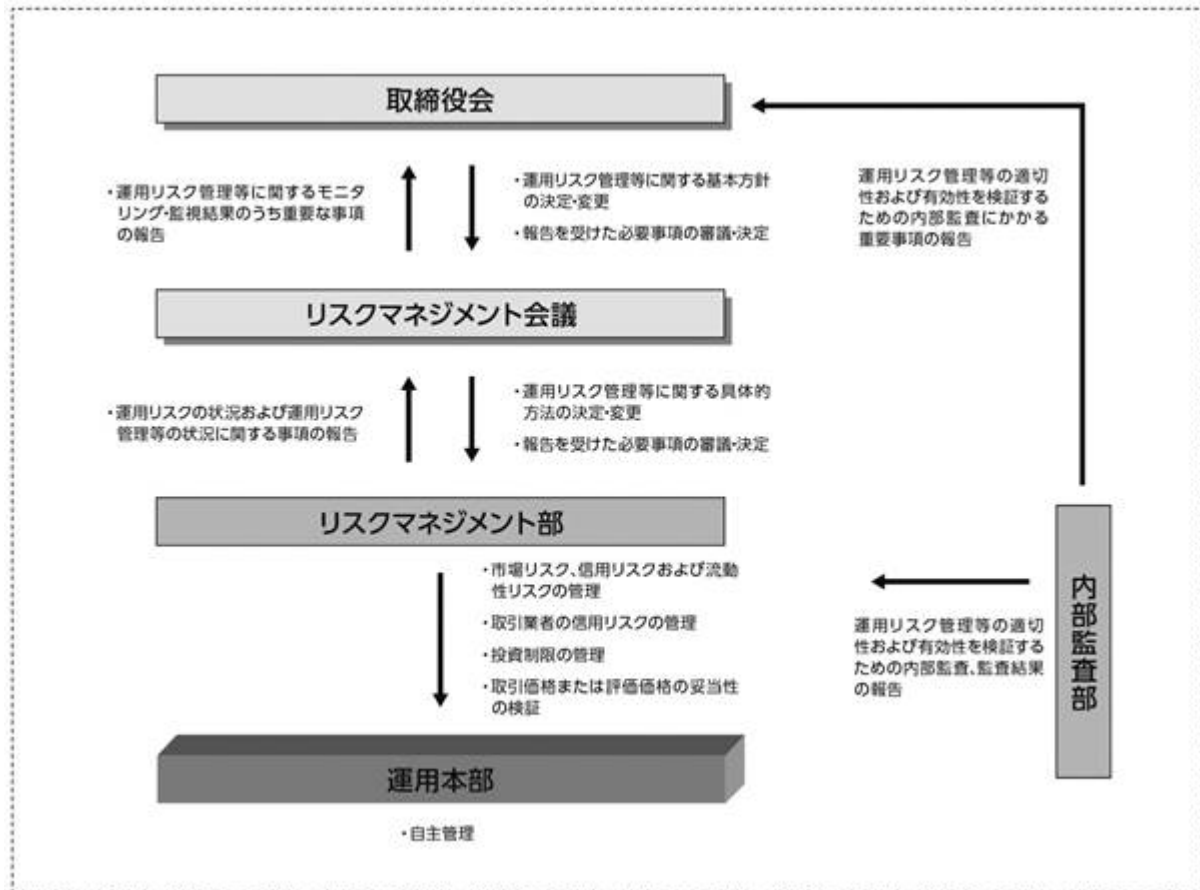 取締役会
・運用リスク管理等に関するモニタ
リング・監視結果のうち重要な事項
の報告
・運用リスク管理等に関する基本方針
の決定・変更
・報告を受けた必要事項の審議・決定
運用リスク管理等の適切
性および有効性を検証する
ための内部監査にかかる
重要事項の報告
リスクマネジメント会議
・運用リスクの状況および運用リスク
管理等の状況に関する事項の報告
・運用リスク管理等に関する具体的
方法の決定・変更
・報告を受けた必要事項の審議・決定
リスクマネジメント部
・市場リスク、信用リスクおよび流動
性リスクの管理
・取引業者の信用リスクの管理
・投資制限の管理
・取引価格または評価価格の妥当性
の検証
運用リスク管理等の適切
性および有効性を検証する
ための内部監査、監査結果
の報告
内部監査部
運用本部
・自主管理